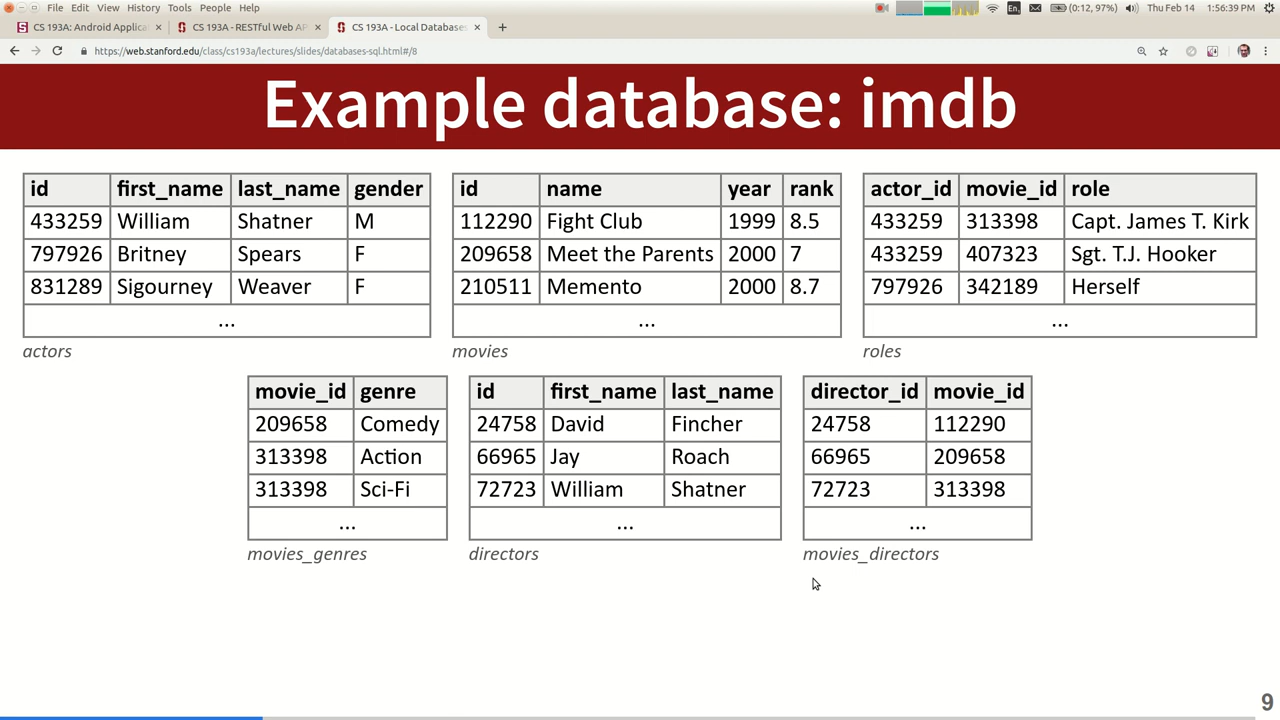 File Edit View History Tools People Help
En
(0:12, 97%)
Thu Feb 14 1:56:39 PM
CS 193A: Android Applica
CS 193A - RESTful Web AP
CS 193A - Local Databases
https://web.stanford.edu/class/cs193a/lectures/slides/databases-sql.html#/8
Example database: imdb
id first_name last_name gender
433259 William Shatner M
797926 Britney Spears F
831289 Sigourney Weaver F
...
actors
id name year rank
112290 Fight Club 1999 8.5
209658 Meet the Parents 2000 7
210511 Memento 2000 8.7
...
movies
actor_id movie_id role
433259 313398 Capt. James T. Kirk
433259 407323 Sgt. T.J. Hooker
797926 342189 Herself
...
roles
movie_id genre
209658 Comedy
313398 Action
313398 Sci-Fi
...
movies_genres
id first_name last_name
24758 David Fincher
66965 Jay Roach
72723 William Shatner
...
directors
director_id movie_id
24758 112290
66965 209658
72723 313398
...
movies_directors
9